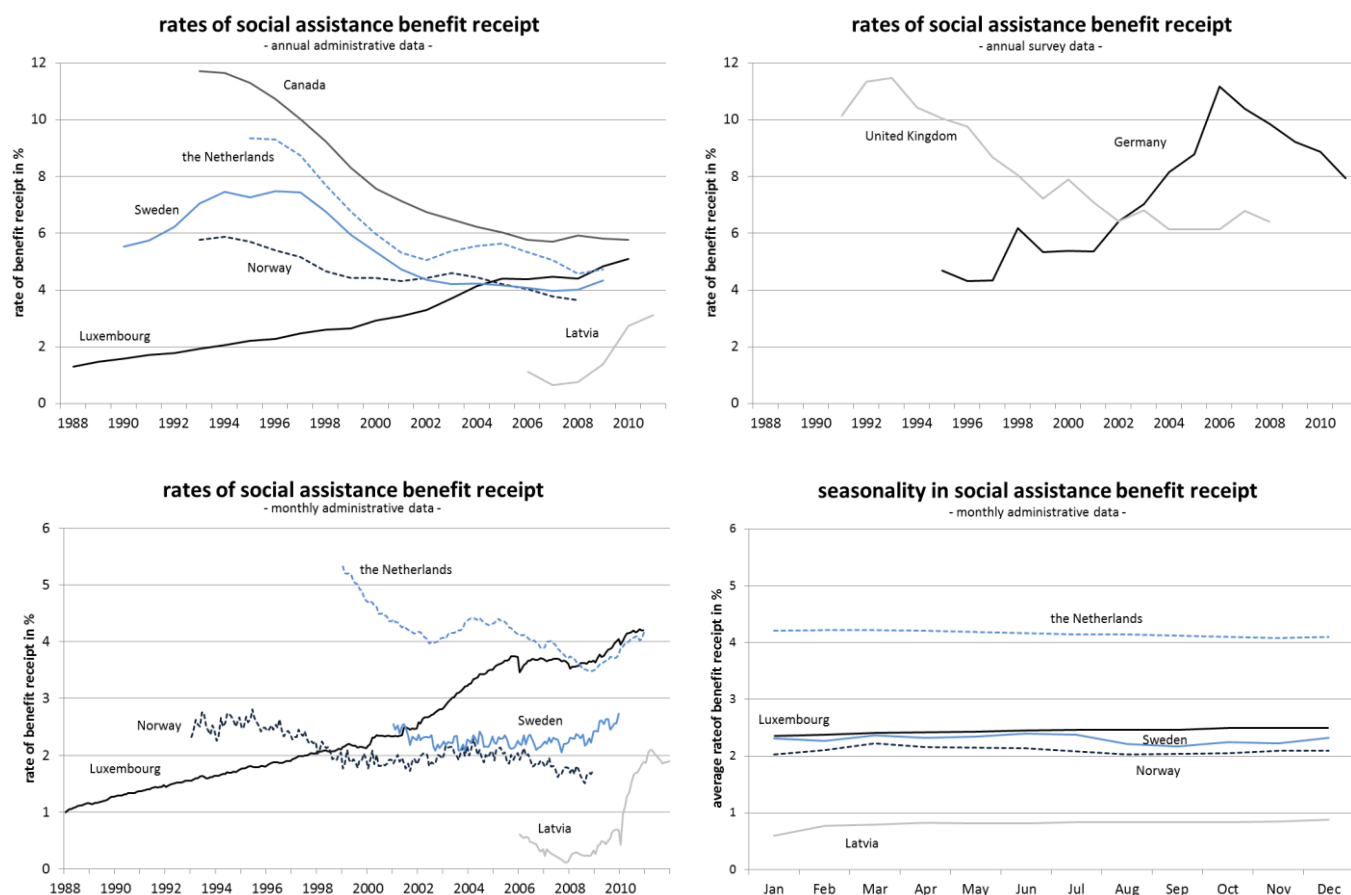 rates of social assistance benefit receipt
- annual administrative data -
rate of benefit receipt in %
12
10
8
6
4
2
0
Canada
the Netherlands
Sweden
Norway
Luxembourg
Latvia
1988 1990 1992 1994 1996 1998 2000 2002 2004 2006 2008 2010
rates of social assistance benefit receipt
- annual survey data -
rate of benefit receipt in %
12
10
8
6
4
2
0
United Kingdom
Germany
1988 1990 1992 1994 1996 1998 2000 2002 2004 2006 2008 2010
rates of social assistance benefit receipt
- monthly administrative data -
rate of benefit receipt in %
6
5
4
3
2
1
0
the Netherlands
Norway
Sweden
Luxembourg
Latvia
1988 1990 1992 1994 1996 1998 2000 2002 2004 2006 2008 2010
seasonality in social assistance benefit receipt
- monthly administrative data -
average rateof benefit receipt in %
6
5
4
3
2
1
0
the Netherlands
Luxembourg
Sweden
Norway
Latvia
Jan Feb Mar Apr May Jun Jul Aug Sep Oct Nov Dec